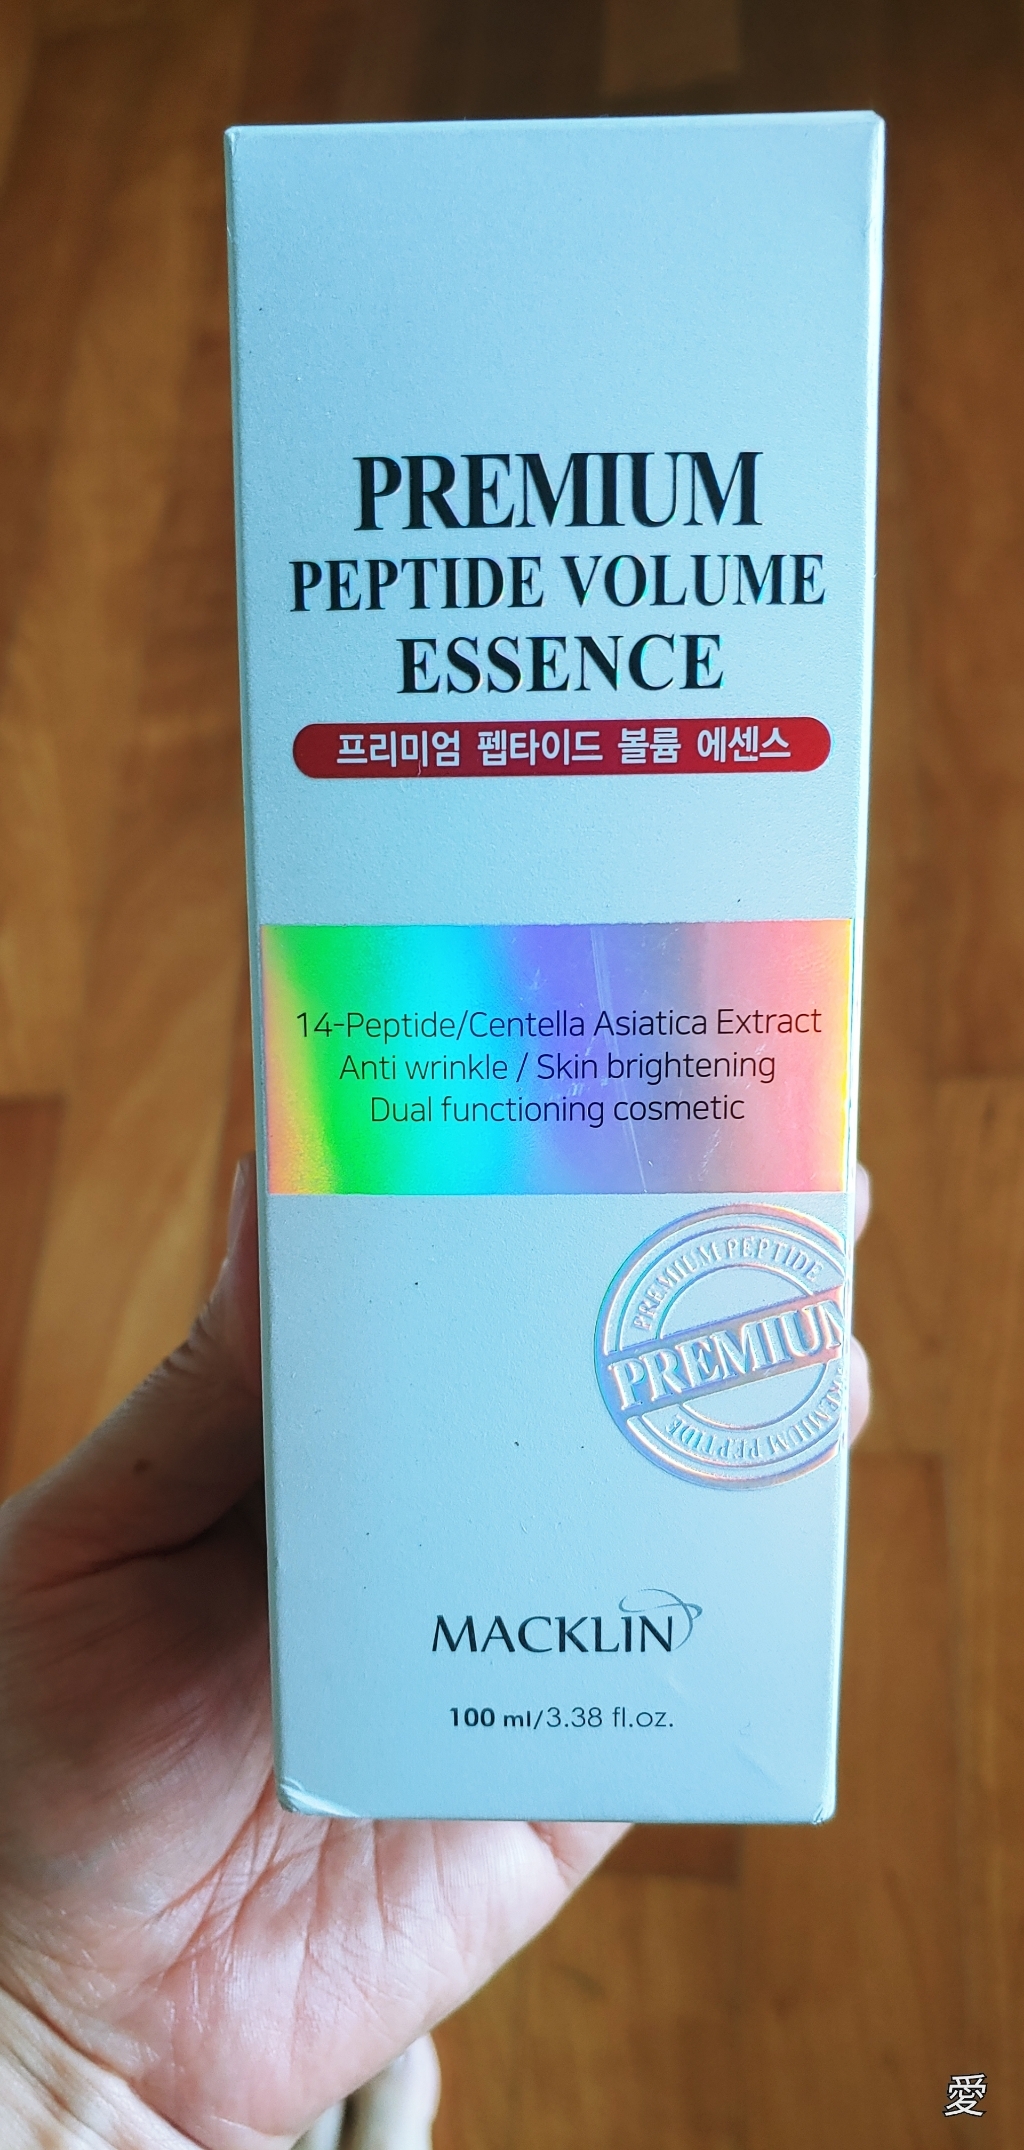 PREMIUM
PEPTIDE VOLUME
ESSENCE
프리미엄 펩타이드 볼륨 에센스
14-Peptide/Centella Asiatica Extract
Anti wrinkle / Skin brightening
Dual functioning cosmetic
PREMIUM PEPTIDE
PREMIUM
PREMIUM PEPTIDE
MACKLIN
100 ml/3.38 fl.oz.
愛